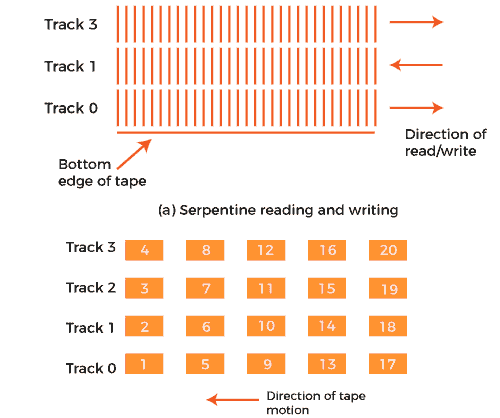 Track 3
Track 1
Track 0
Direction of
read/write
Bottom
edge of tape
(a) Serpentine reading and writing
Track 3 4 8 12 16 20
Track 2 3 7 11 15 19
Track 1 2 6 10 14 18
Track 0 1 5 9 13 17
Direction of tape
motion